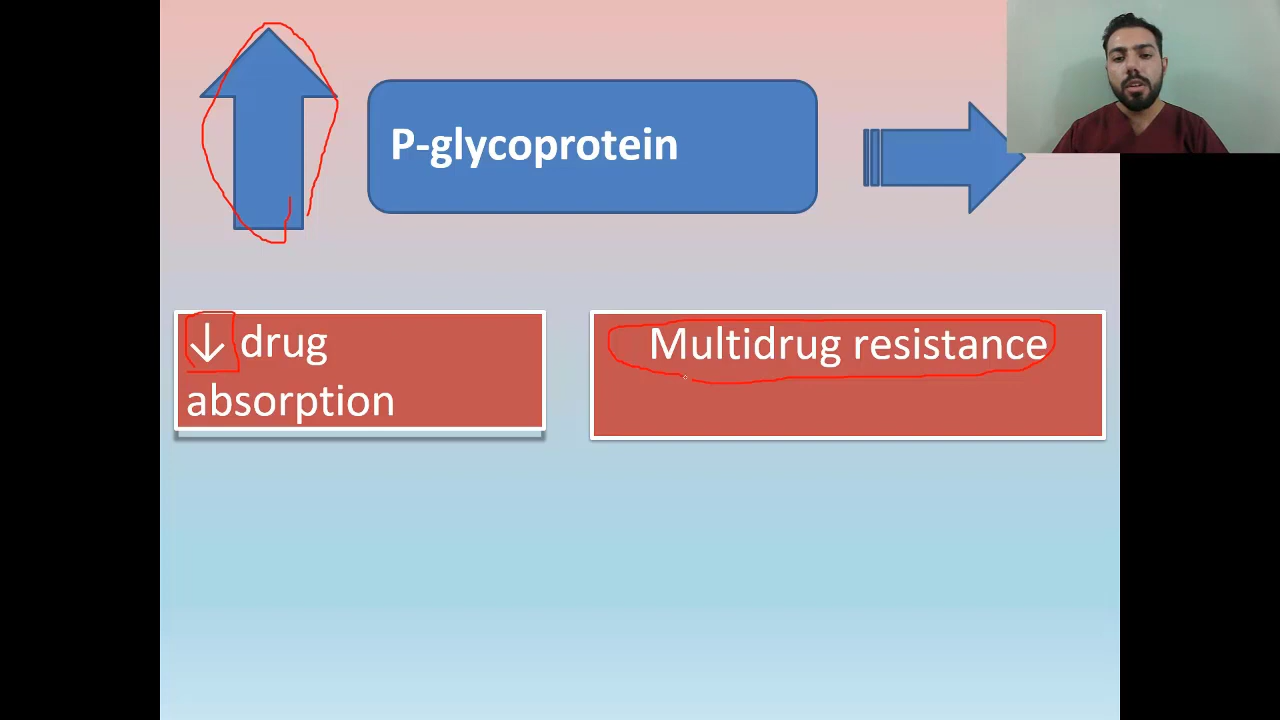 P-glycoprotein
↓ drug
absorption
Multidrug resistance